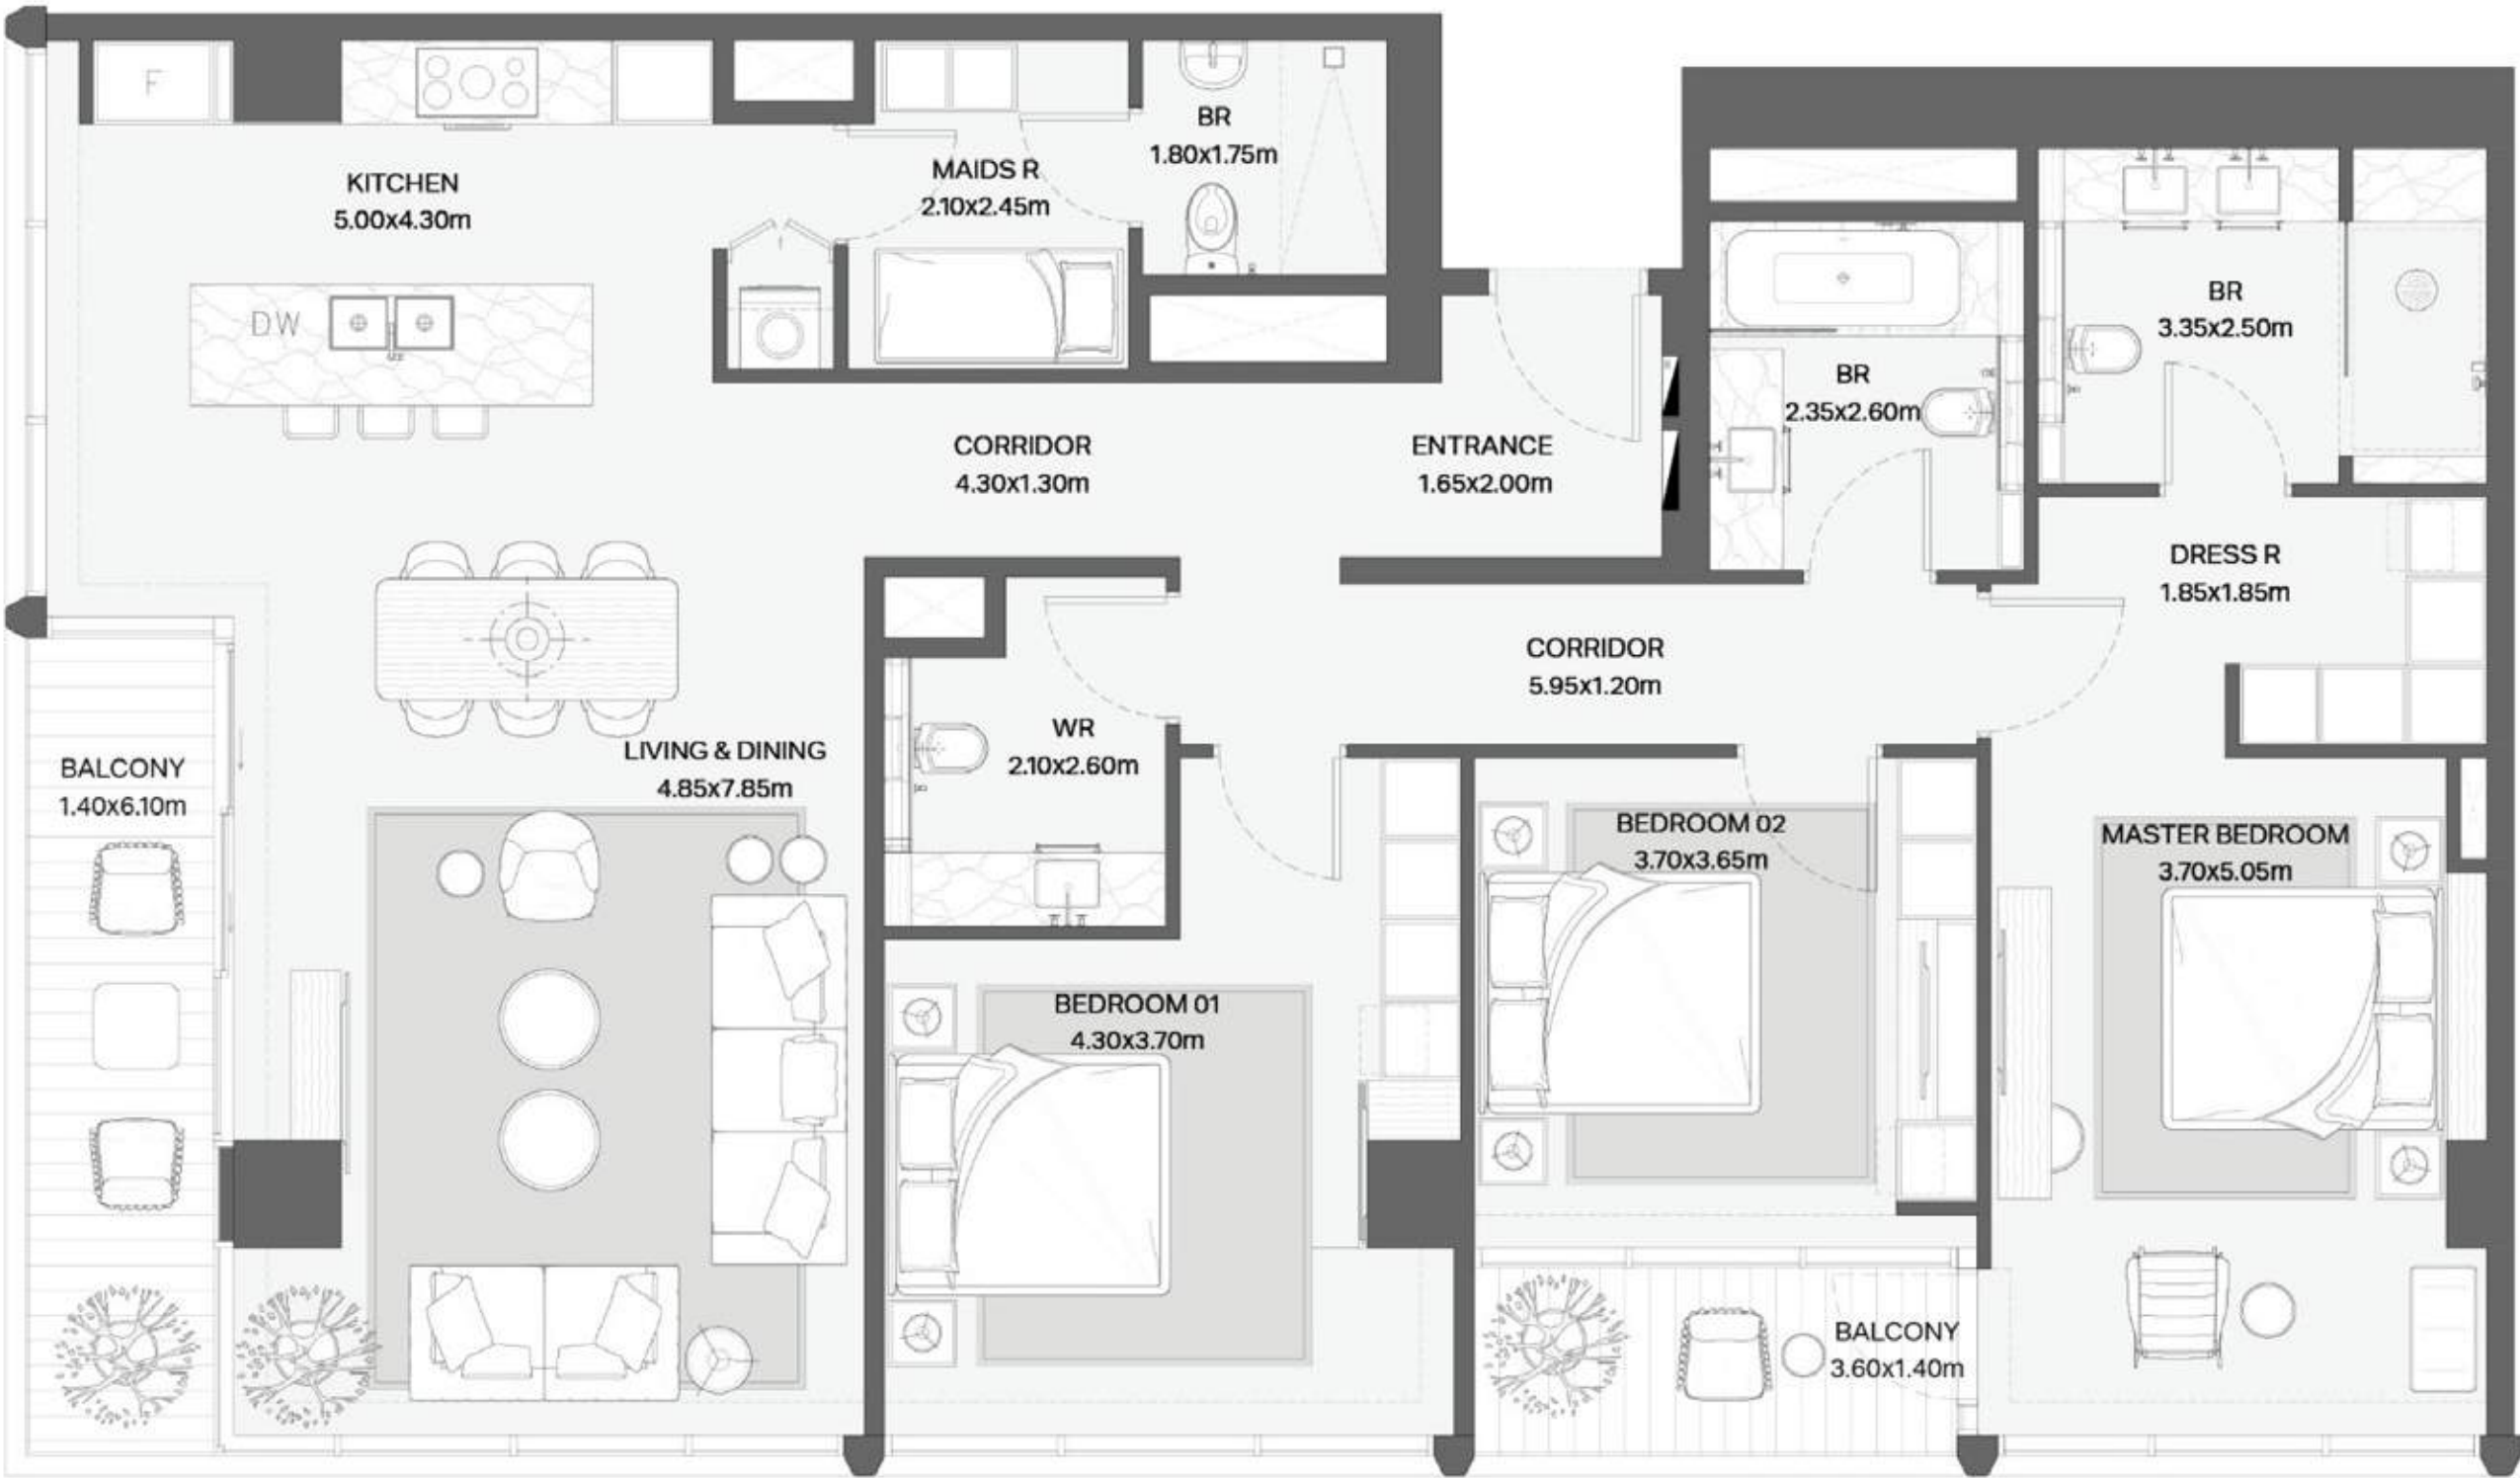 F
KITCHEN
5.00x4.30m
DW
MAIDS R
2.10x2.45m
BR
1.80x1.75m
CORRIDOR
4.30x1.30m
ENTRANCE
1.65x2.00m
BR
2.35x2.60m
BR
3.35x2.50m
DRESS R
1.85x1.85m
CORRIDOR
5.95x1.20m
BALCONY
1.40x6.10m
LIVING & DINING
4.85x7.85m
WR
2.10x2.60m
BEDROOM 01
4.30x3.70m
BEDROOM 02
3.70x3.65m
MASTER BEDROOM
3.70x5.05m
BALCONY
3.60x1.40m